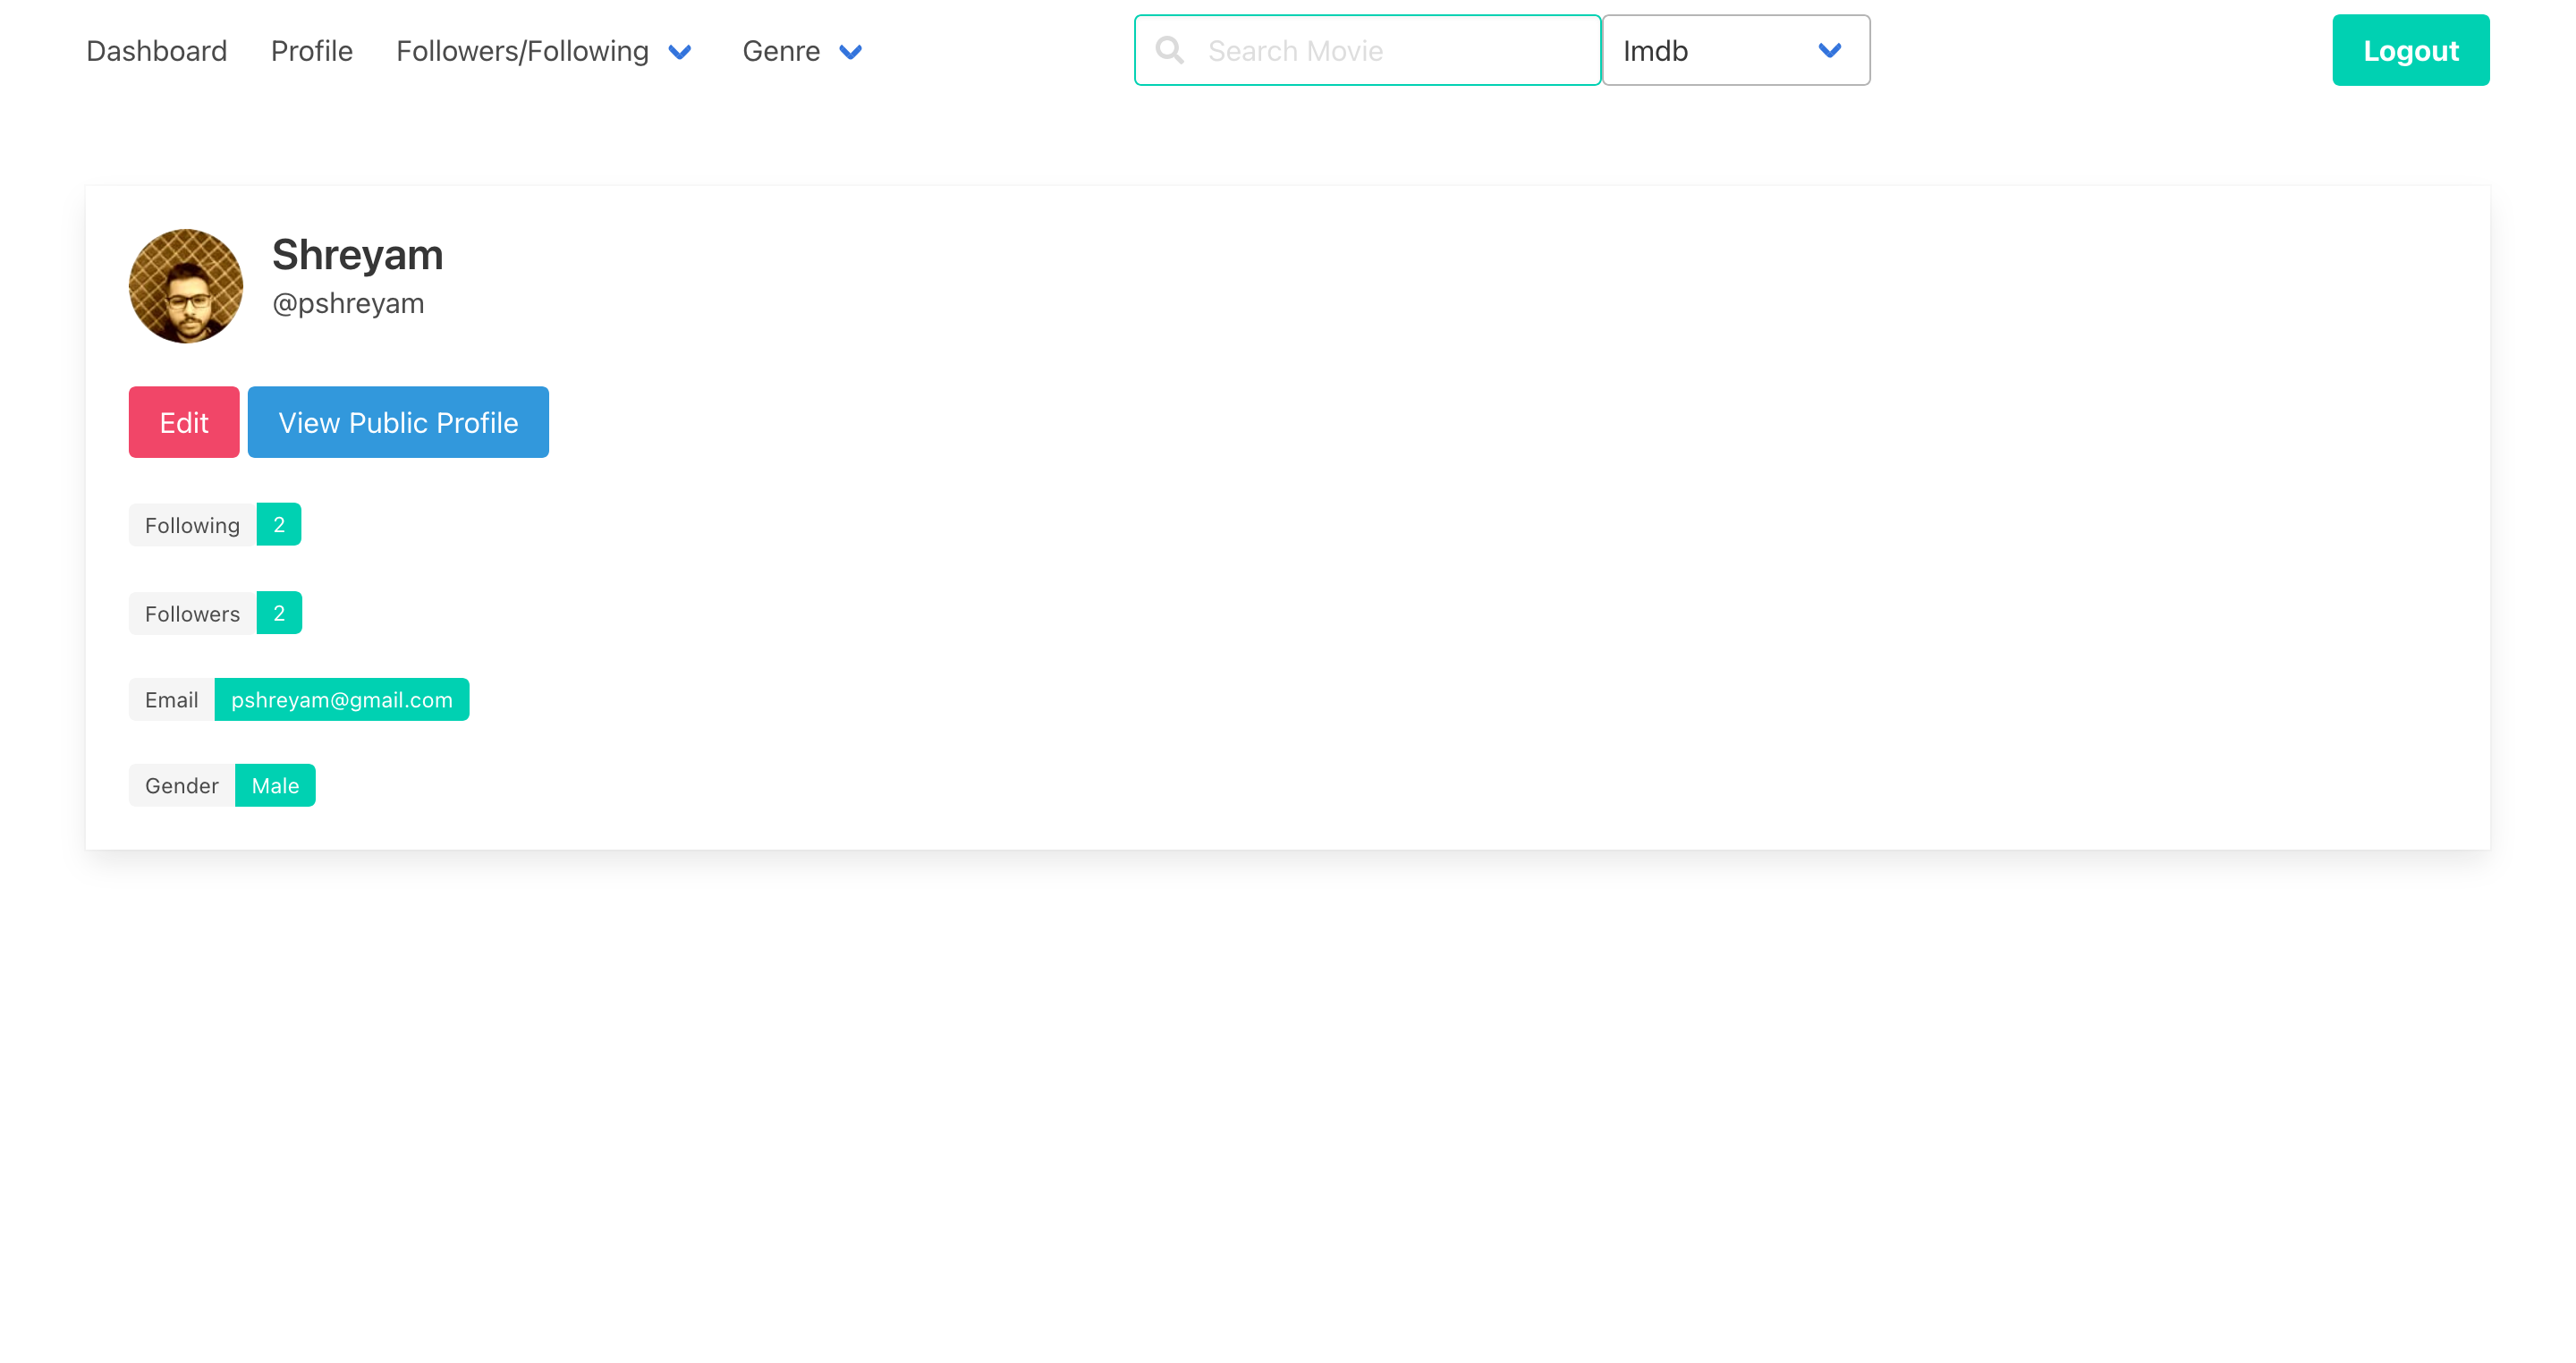 Dashboard Profile Followers/Following Genre Search Movie Imdb Logout
Shreyam
@pshreyam
Edit View Public Profile
Following 2
Followers 2
Email pshreyam@gmail.com
Gender Male